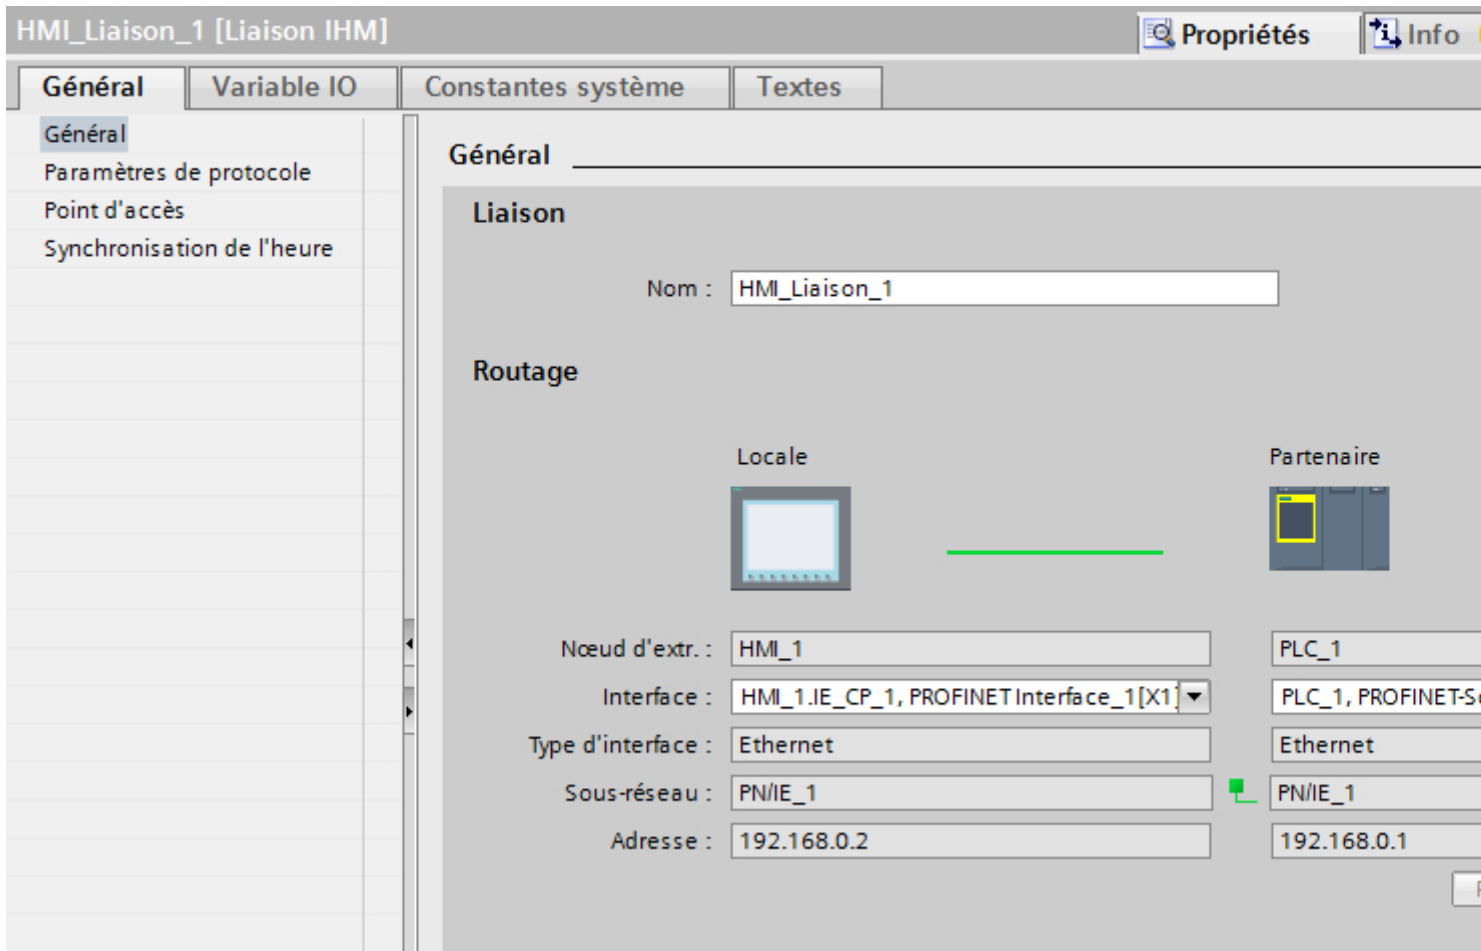 HMI_Liaison_1 [Liaison IHM]
Propriétés
Info
Général
Variable IO
Constantes système
Textes
Général
Paramètres de protocole
Point d'accès
Synchronisation de l'heure
Général
Liaison
Nom : HMI_Liaison_1
Routage
Locale Partenaire
Nœud d'extr. : HMI_1 PLC_1
Interface : HMI_1.IE_CP_1, PROFINET Interface_1[X1] PLC_1, PROFINET-S
Type d'interface : Ethernet Ethernet
Sous-réseau : PN/IE_1 PN/IE_1
Adresse : 192.168.0.2 192.168.0.1